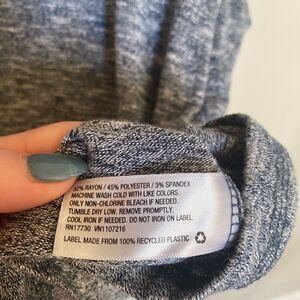 52% RAYON / 45% POLYESTER / 3% SPANDEX
MACHINE WASH COLD WITH LIKE COLORS.
ONLY NON-CHLORINE BLEACH IF NEEDED.
TUMBLE DRY LOW. REMOVE PROMPTLY.
COOL IRON IF NEEDED. DO NOT IRON ON LABEL.
RN17730 VN1107216
LABEL MADE FROM 100% RECYCLED PLASTIC